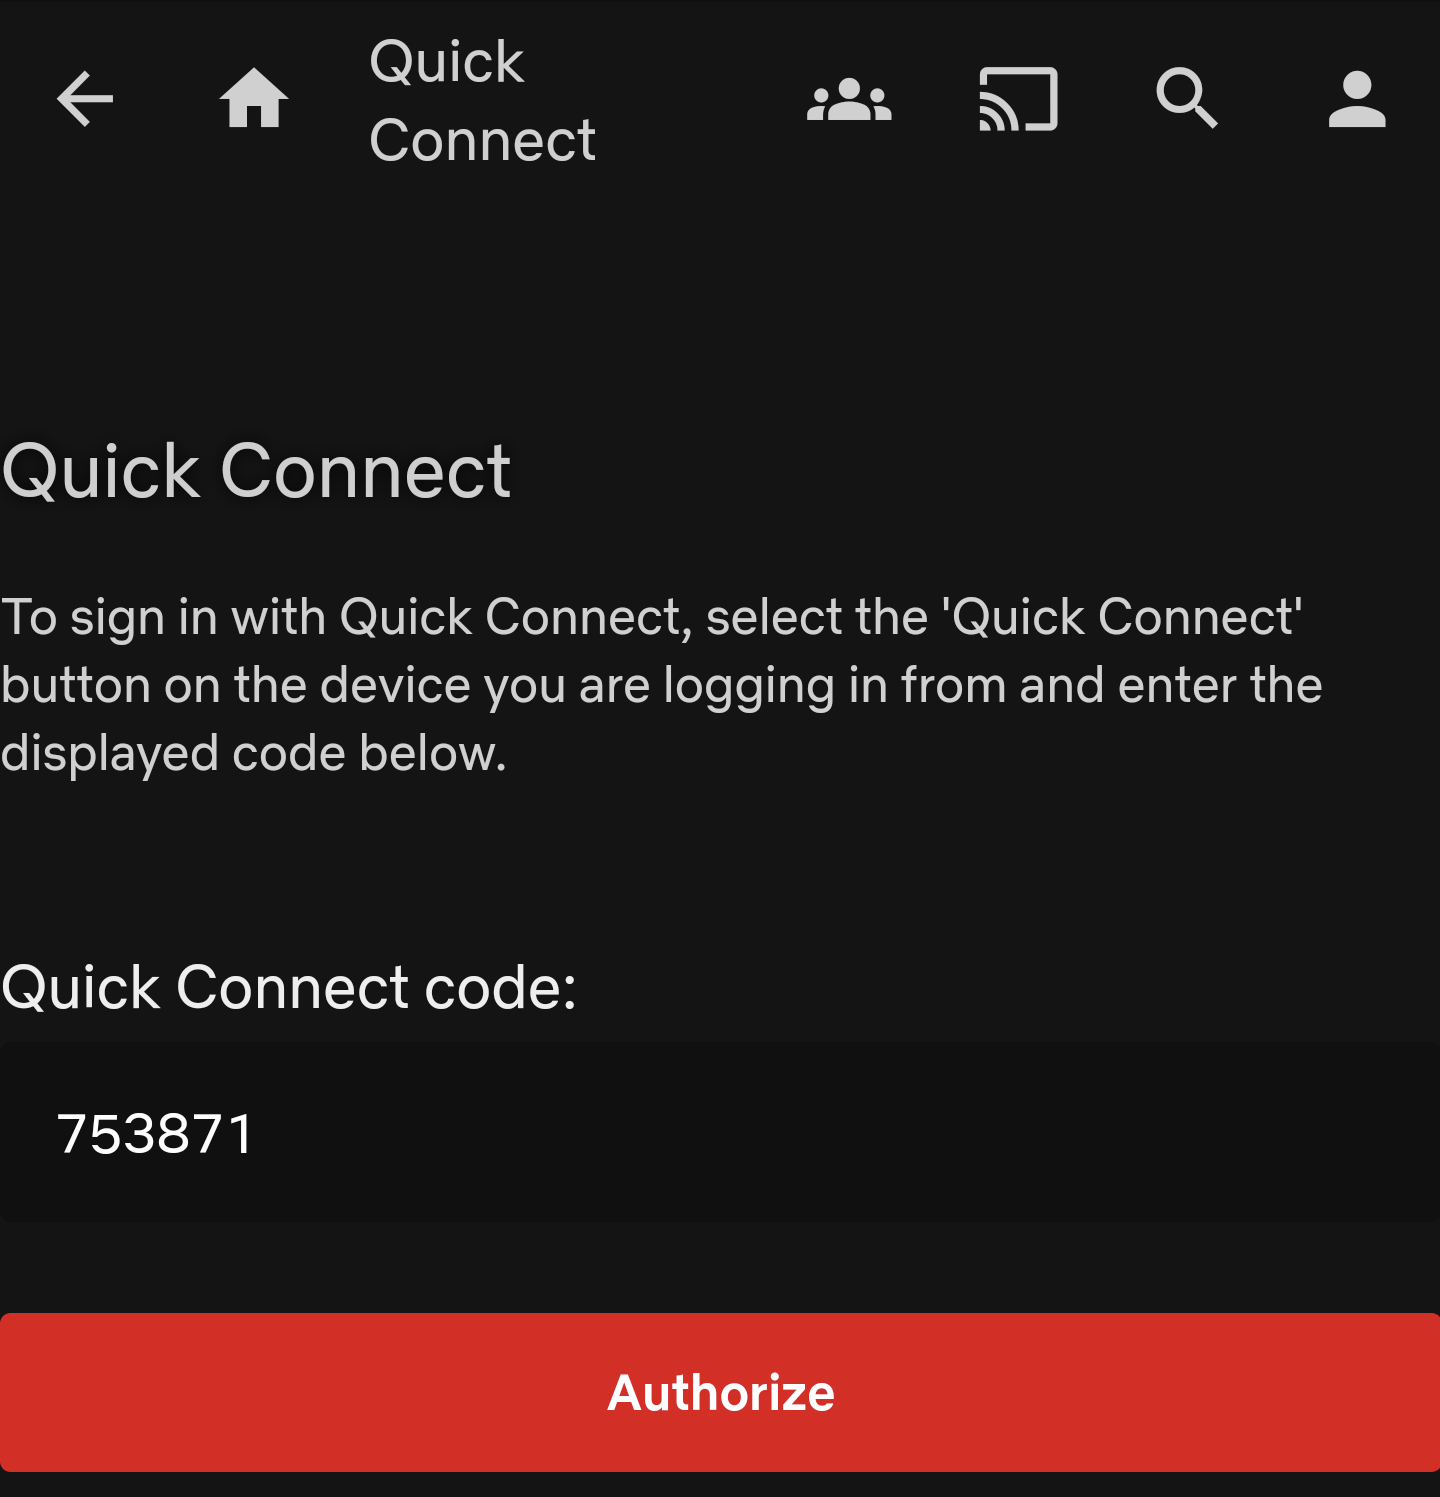 Quick
Connect
Quick Connect
To sign in with Quick Connect, select the 'Quick Connect'
button on the device you are logging in from and enter the
displayed code below.
Quick Connect code:
753871
Authorize